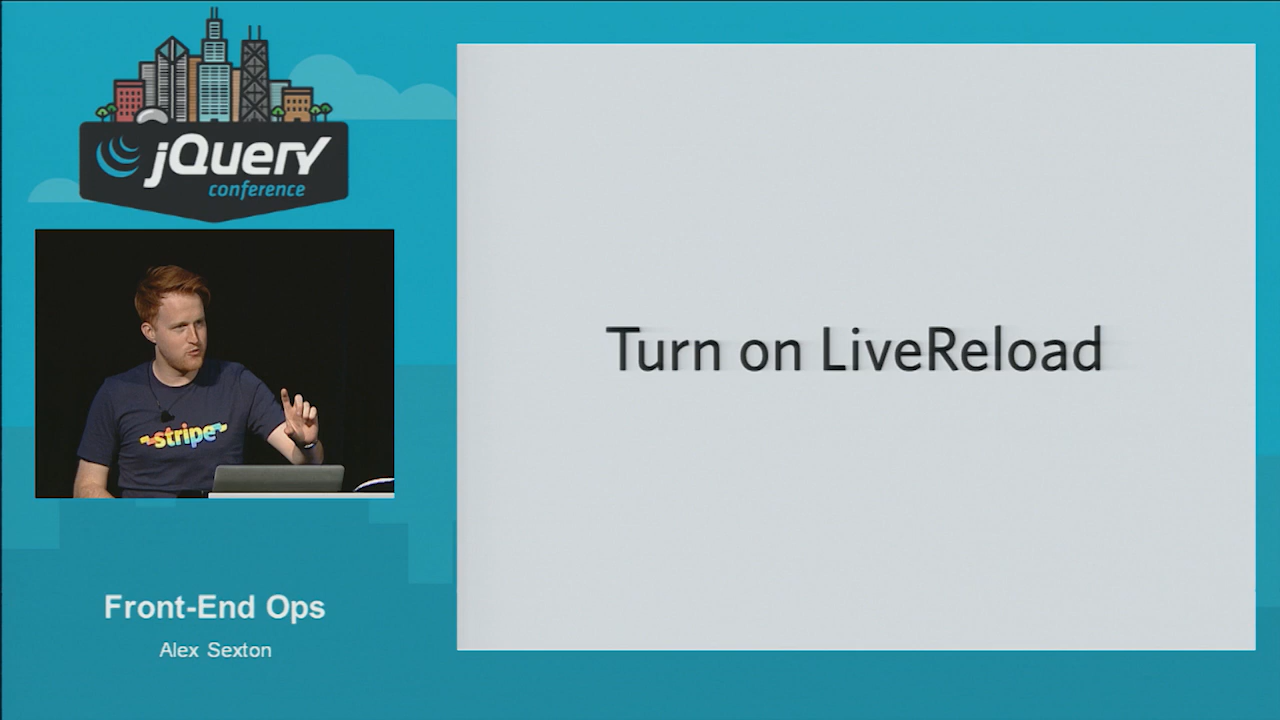 jQuery
conference
stripe
Front-End Ops
Alex Sexton
Turn on LiveReload